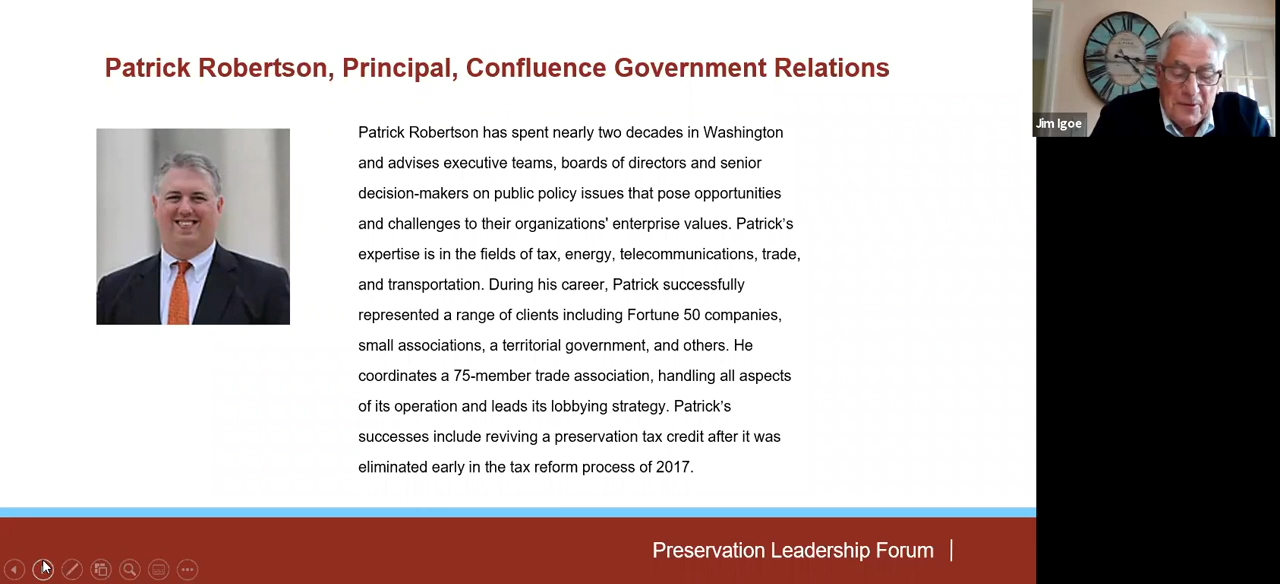 Patrick Robertson, Principal, Confluence Government Relations
Jim Igoe
Patrick Robertson has spent nearly two decades in Washington
and advises executive teams, boards of directors and senior
decision-makers on public policy issues that pose opportunities
and challenges to their organizations' enterprise values. Patrick’s
expertise is in the fields of tax, energy, telecommunications, trade,
and transportation. During his career, Patrick successfully
represented a range of clients including Fortune 50 companies,
small associations, a territorial government, and others. He
coordinates a 75-member trade association, handling all aspects
of its operation and leads its lobbying strategy. Patrick’s
successes include reviving a preservation tax credit after it was
eliminated early in the tax reform process of 2017.
Preservation Leadership Forum |